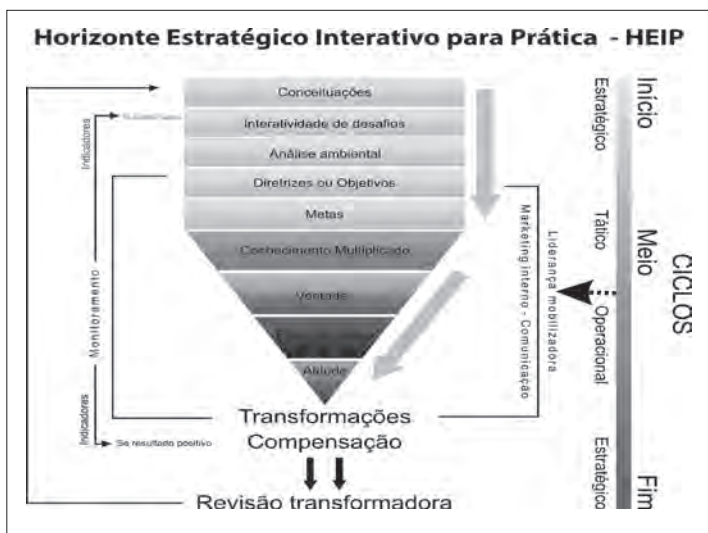 Horizonte Estratégico Interativo para Prática - HEIP
Conceituações
Interatividade de desafios
Análise ambiental
Diretrizes ou Objetivos
Metas
Conhecimento Multiplicado
Vontade
Atitude
Transformações
Compensação
Revisão transformadora
Indicadores
Monitoramento
Indicadores
Se resultado positivo
Marketing interno - Comunicação
Liderança mobilizadora
Estratégico
Tático
Operacional
Estratégico
Início
Meio
Fim
CICLOS